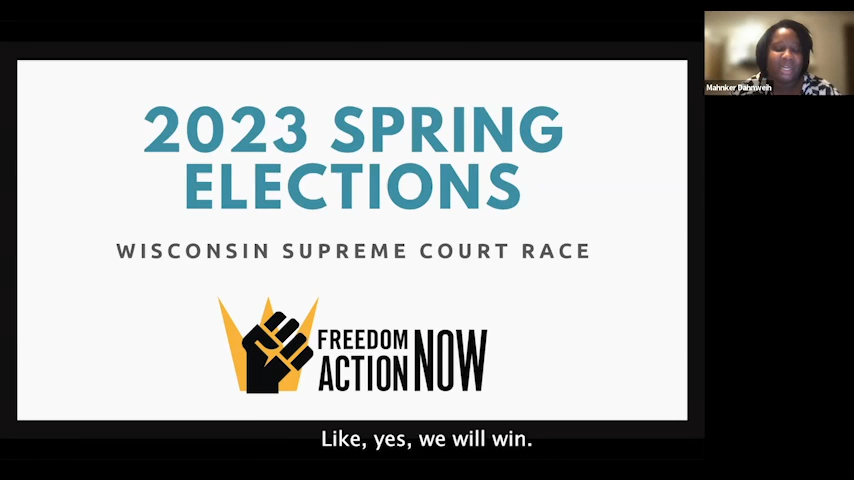 Mahnker Dahnweih
2023 SPRING
ELECTIONS
WISCONSIN SUPREME COURT RACE
FREEDOM
ACTION NOW
Like, yes, we will win.